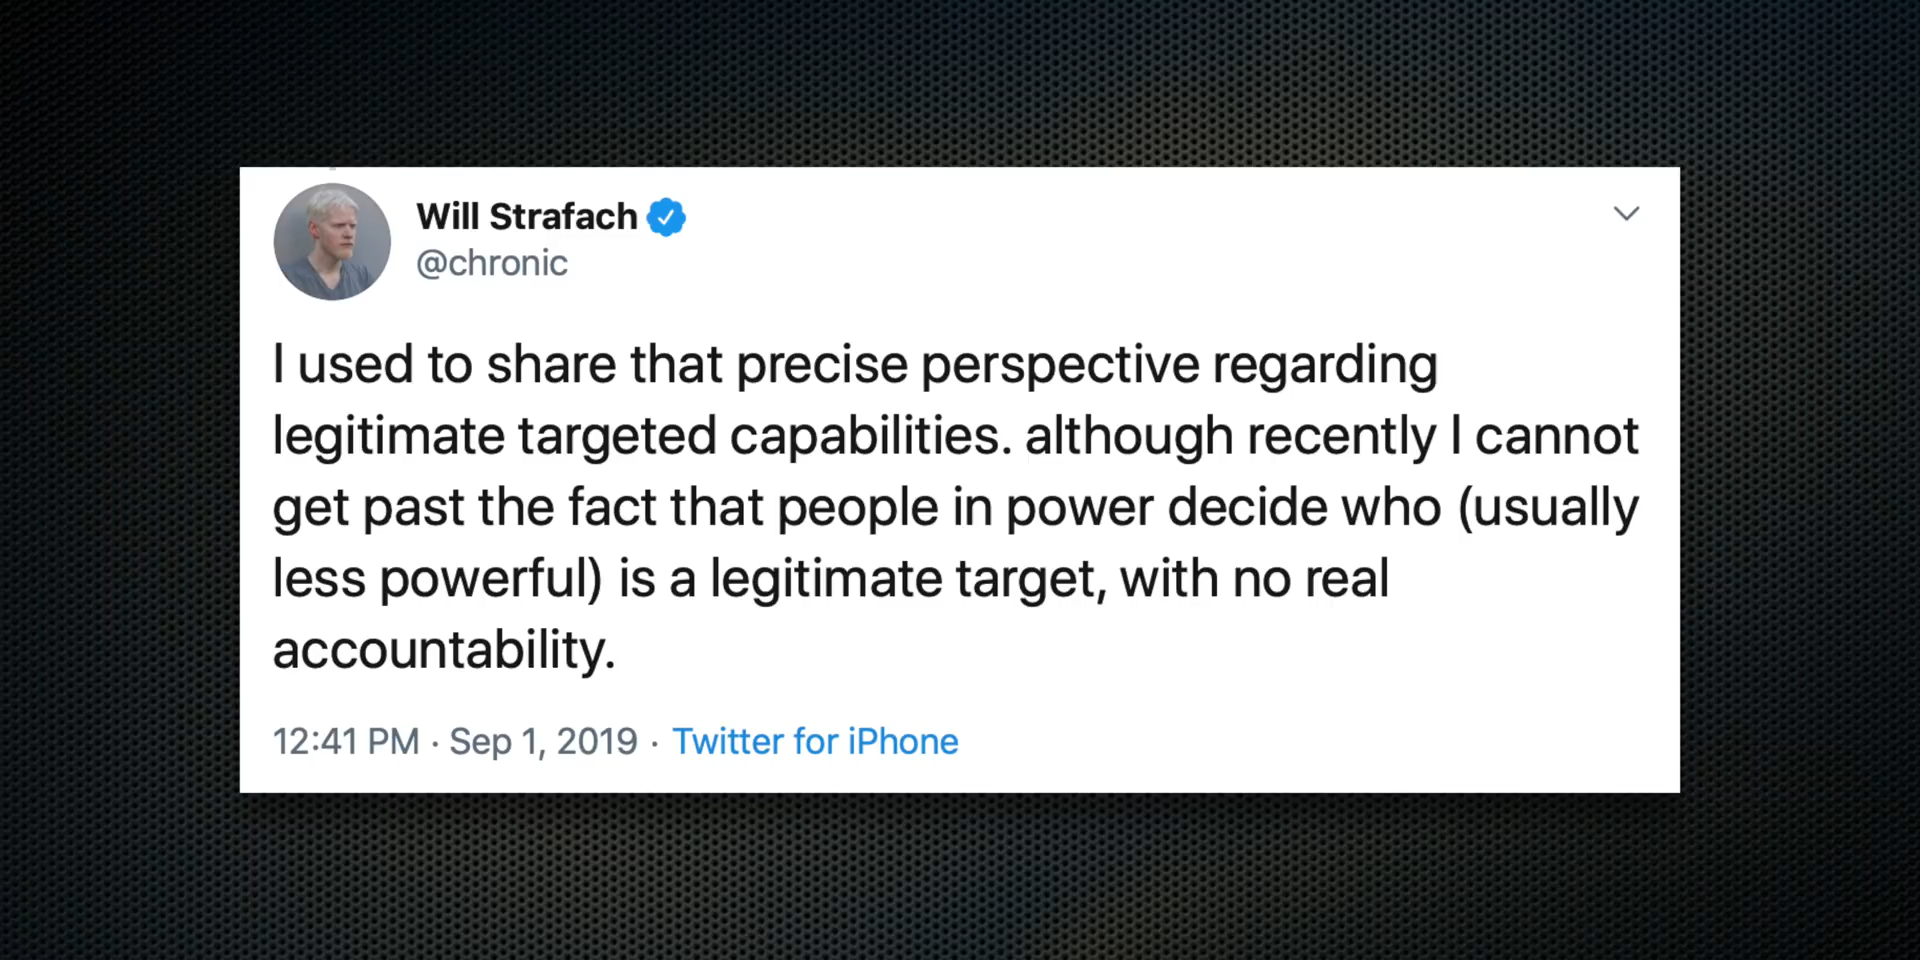 Will Strafach
@chronic
I used to share that precise perspective regarding
legitimate targeted capabilities. although recently I cannot
get past the fact that people in power decide who (usually
less powerful) is a legitimate target, with no real
accountability.
12:41 PM · Sep 1, 2019 · Twitter for iPhone